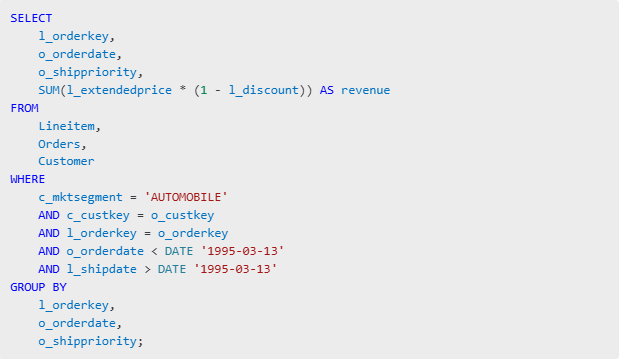 SELECT
    l_orderkey,
    o_orderdate,
    o_shippriority,
    SUM(l_extendedprice * (1 - l_discount)) AS revenue
FROM
    Lineitem,
    Orders,
    Customer
WHERE
    c_mktsegment = 'AUTOMOBILE'
    AND c_custkey = o_custkey
    AND l_orderkey = o_orderkey
    AND o_orderdate < DATE '1995-03-13'
    AND l_shipdate > DATE '1995-03-13'
GROUP BY
    l_orderkey,
    o_orderdate,
    o_shippriority;